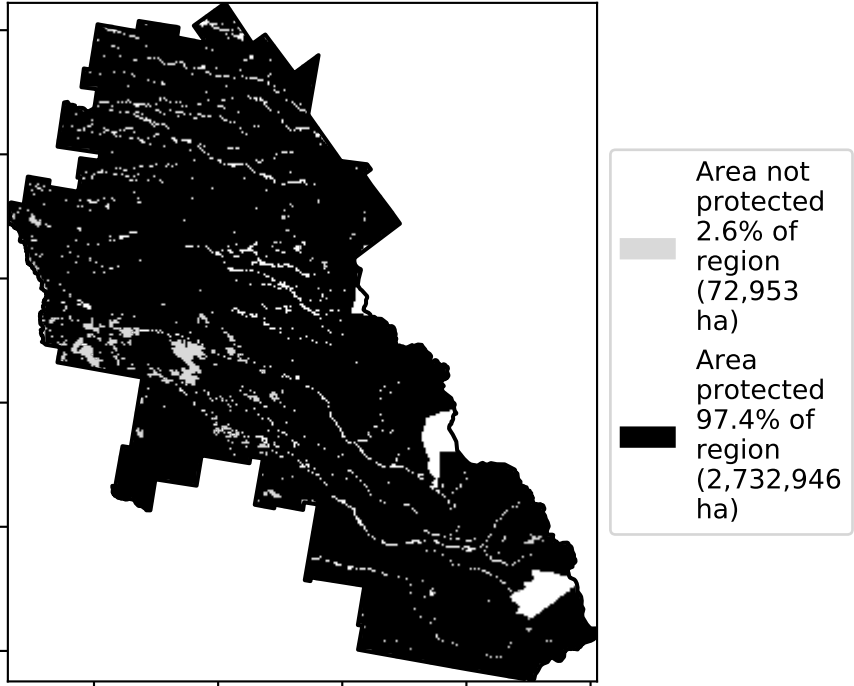 Area not
protected
2.6% of
region
(72,953
ha)
Area
protected
97.4% of
region
(2,732,946
ha)